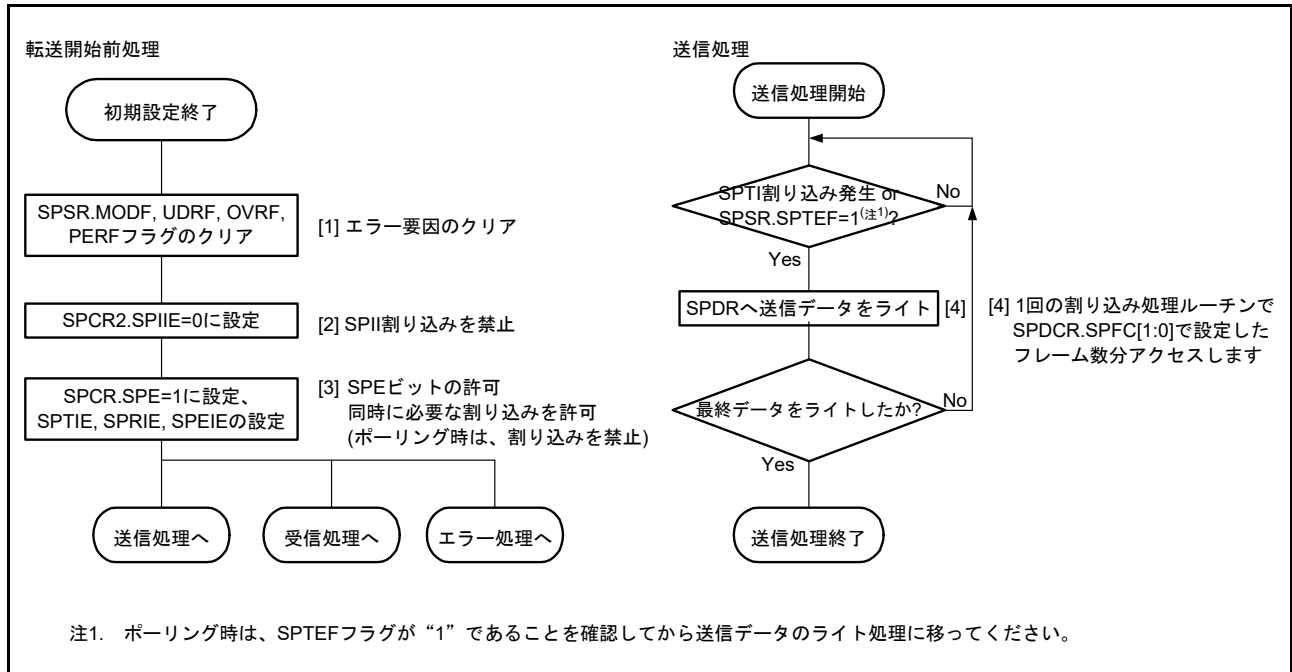 転送開始前処理
初期設定終了
SPSR.MODF, UDRF, OVRF,
PERFフラグのクリア
[1] エラー要因のクリア
SPCR2.SPIIE=0に設定
[2] SPII割り込みを禁止
SPCR.SPE=1に設定、
SPTIE, SPRIE, SPEIEの設定
[3] SPEビットの許可
同時に必要な割り込みを許可
(ポーリング時は、割り込みを禁止)
送信処理へ
受信処理へ
エラー処理へ
送信処理
送信処理開始
SPTI割り込み発生 or
SPSR.SPTEF=1(注1)?
No
Yes
SPDRへ送信データをライト
[4]
[4] 1回の割り込み処理ルーチンで
SPDCR.SPFC[1:0]で設定した
フレーム数分アクセスします
最終データをライトしたか?
No
Yes
送信処理終了
注1. ポーリング時は、SPTEFフラグが“1”であることを確認してから送信データのライト処理に移ってください。